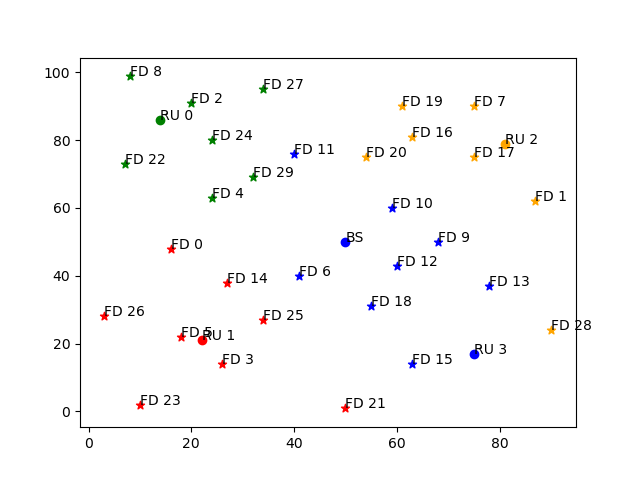 FD 8
FD 27
FD 2
FD 19
FD 7
RU 0
FD 24
FD 16
RU 2
FD 11
FD 20
FD 17
FD 22
FD 29
FD 4
FD 1
FD 10
FD 0
BS
FD 9
FD 12
FD 14
FD 6
FD 13
FD 18
FD 26
FD 25
FD 28
FD 5
RU 1
FD 3
FD 15
RU 3
FD 23
FD 21
100
80
60
40
20
0
0
20
40
60
80